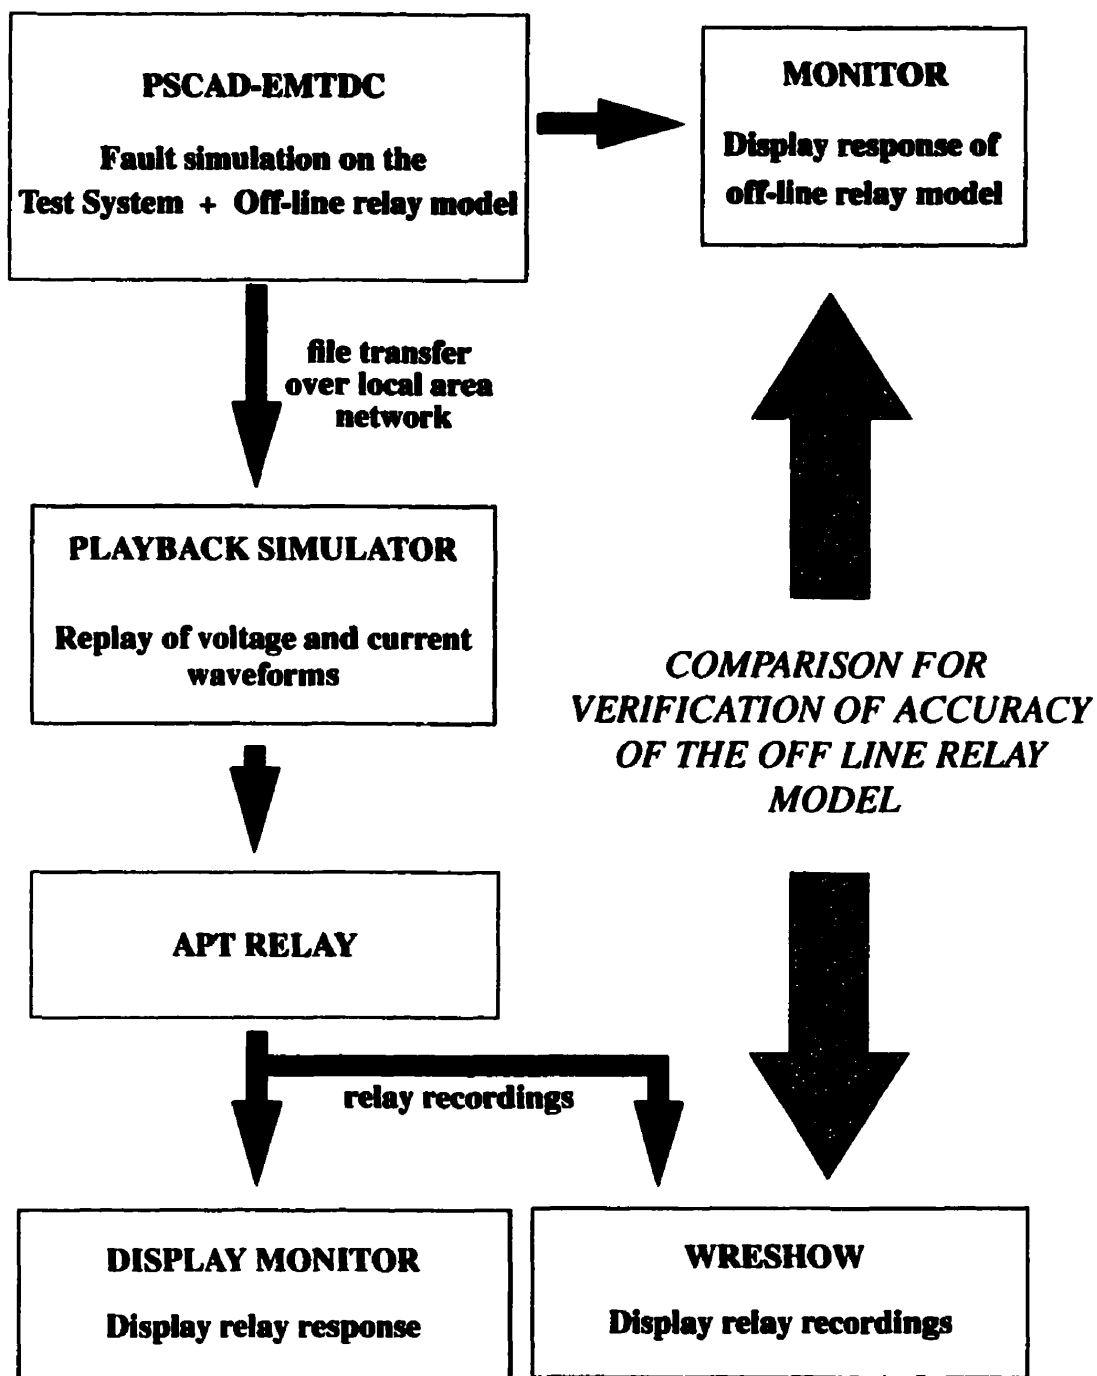 PSCAD-EMTDC
Fault simulation on the
Test System + Off-line relay model
MONITOR
Display response of
off-line relay model
file transfer
over local area
network
PLAYBACK SIMULATOR
Replay of voltage and current
waveforms
COMPARISON FOR
VERIFICATION OF ACCURACY
OF THE OFF LINE RELAY
MODEL
APT RELAY
relay recordings
DISPLAY MONITOR
Display relay response
WRESHOW
Display relay recordings